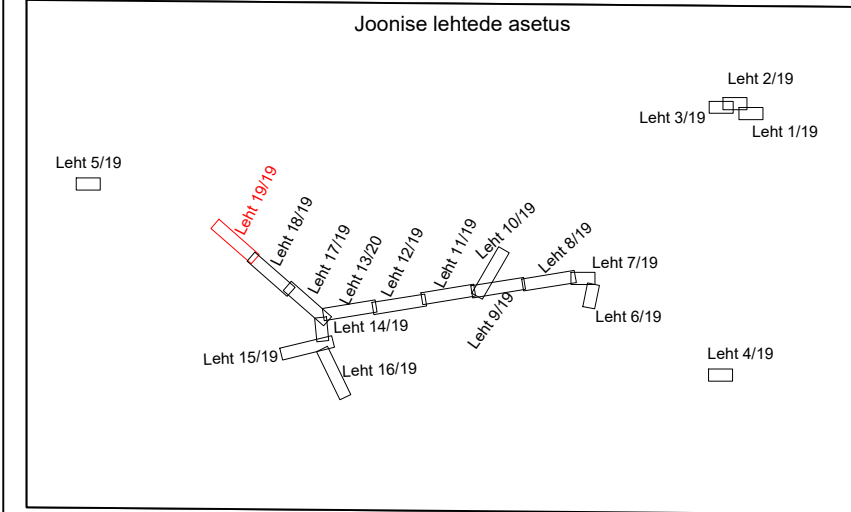 Joonise lehtede asetus
Leht 2/19
Leht 3/19
Leht 1/19
Leht 5/19
Leht 19/19
Leht 18/19
Leht 17/19
Leht 13/20
Leht 12/19
Leht 11/19
Leht 10/19
Leht 9/19
Leht 8/19
Leht 7/19
Leht 6/19
Leht 14/19
Leht 15/19
Leht 16/19
Leht 4/19